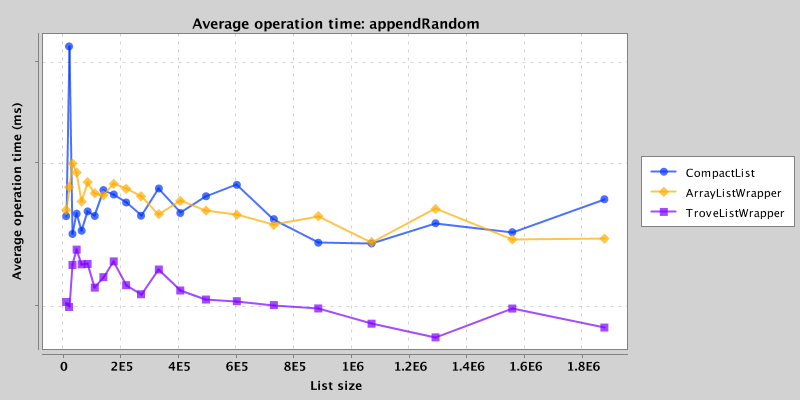 Average operation time: appendRandom
Average operation time (ms)
CompactList
ArrayListWrapper
TroveListWrapper
0 2E5 4E5 6E5 8E5 1E6 1.2E6 1.4E6 1.6E6 1.8E6
List size